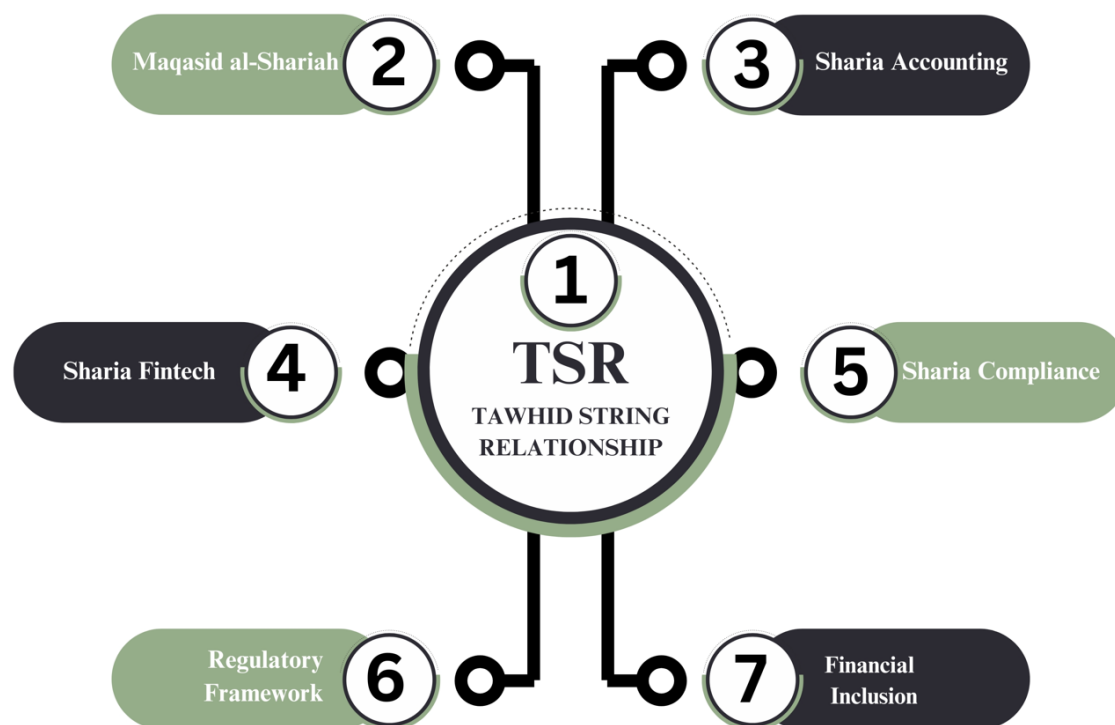 Maqasid al-Shariah
2
3
Sharia Accounting
1
TSR
TAWHID STRING
RELATIONSHIP
Sharia Fintech
4
5
Sharia Compliance
Regulatory
Framework
6
7
Financial
Inclusion